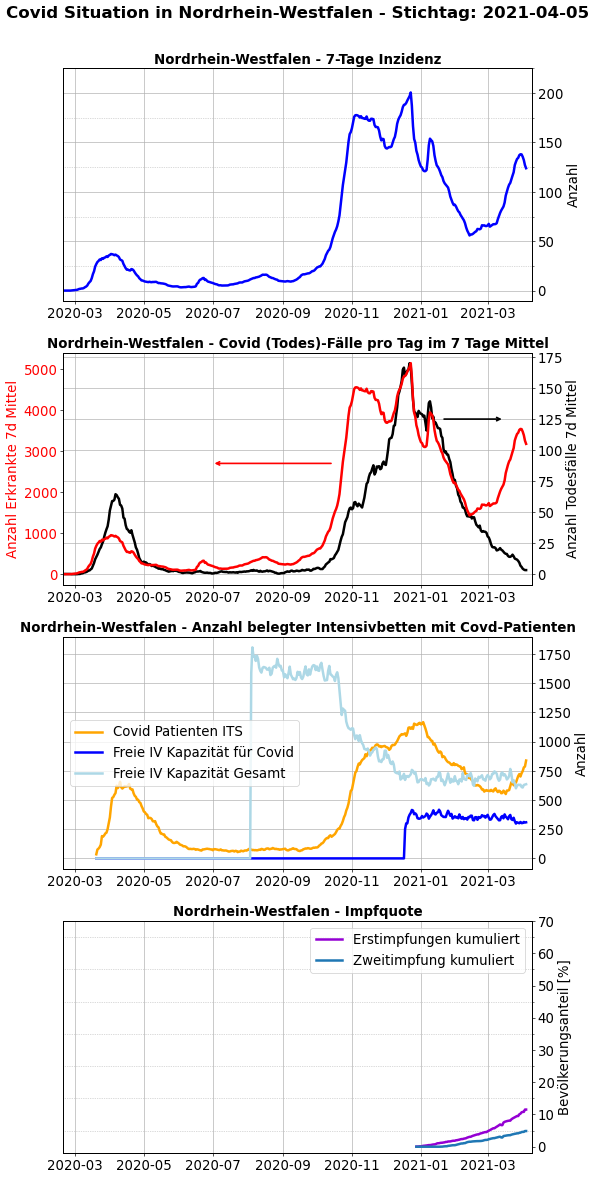 Covid Situation in Nordrhein-Westfalen - Stichtag: 2021-04-05
Nordrhein-Westfalen - 7-Tage Inzidenz
200
150
100
50
0
Anzahl
2020-03 2020-05 2020-07 2020-09 2020-11 2021-01 2021-03
Nordrhein-Westfalen - Covid (Todes)-Fälle pro Tag im 7 Tage Mittel
Anzahl Erkrankte 7d Mittel
5000
4000
3000
2000
1000
0
175
150
125
100
75
50
25
0
Anzahl Todesfälle 7d Mittel
2020-03 2020-05 2020-07 2020-09 2020-11 2021-01 2021-03
Nordrhein-Westfalen - Anzahl belegter Intensivbetten mit Covd-Patienten
Covid Patienten ITS
Freie IV Kapazität für Covid
Freie IV Kapazität Gesamt
1750
1500
1250
1000
750
500
250
0
Anzahl
2020-03 2020-05 2020-07 2020-09 2020-11 2021-01 2021-03
Nordrhein-Westfalen - Impfquote
Erstimpfungen kumuliert
Zweitimpfung kumuliert
70
60
50
40
30
20
10
0
Bevölkerungsanteil [%]
2020-03 2020-05 2020-07 2020-09 2020-11 2021-01 2021-03